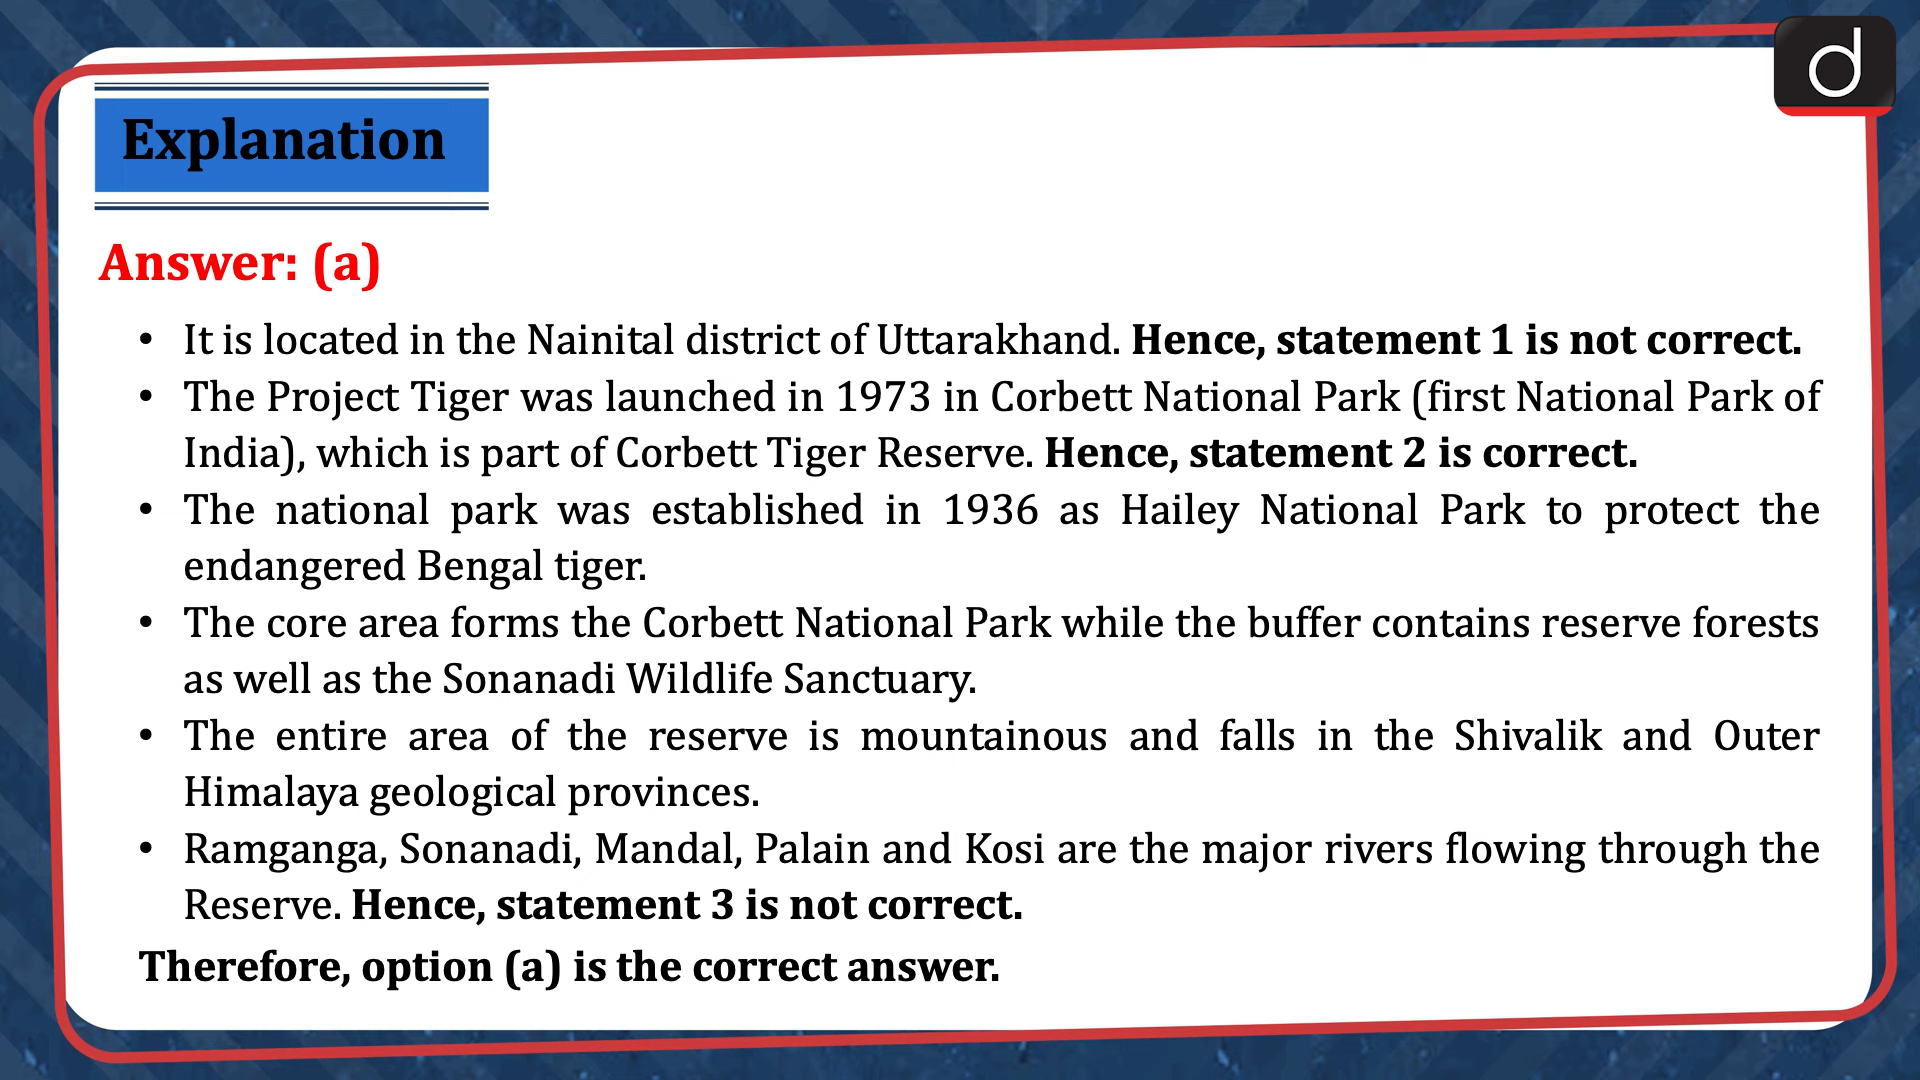 d
Explanation
Answer: (a)
• It is located in the Nainital district of Uttarakhand. Hence, statement 1 is not correct.
• The Project Tiger was launched in 1973 in Corbett National Park (first National Park of
India), which is part of Corbett Tiger Reserve. Hence, statement 2 is correct.
• The national park was established in 1936 as Hailey National Park to protect the
endangered Bengal tiger.
• The core area forms the Corbett National Park while the buffer contains reserve forests
as well as the Sonanadi Wildlife Sanctuary.
• The entire area of the reserve is mountainous and falls in the Shivalik and Outer
Himalaya geological provinces.
• Ramganga, Sonanadi, Mandal, Palain and Kosi are the major rivers flowing through the
Reserve. Hence, statement 3 is not correct.
Therefore, option (a) is the correct answer.